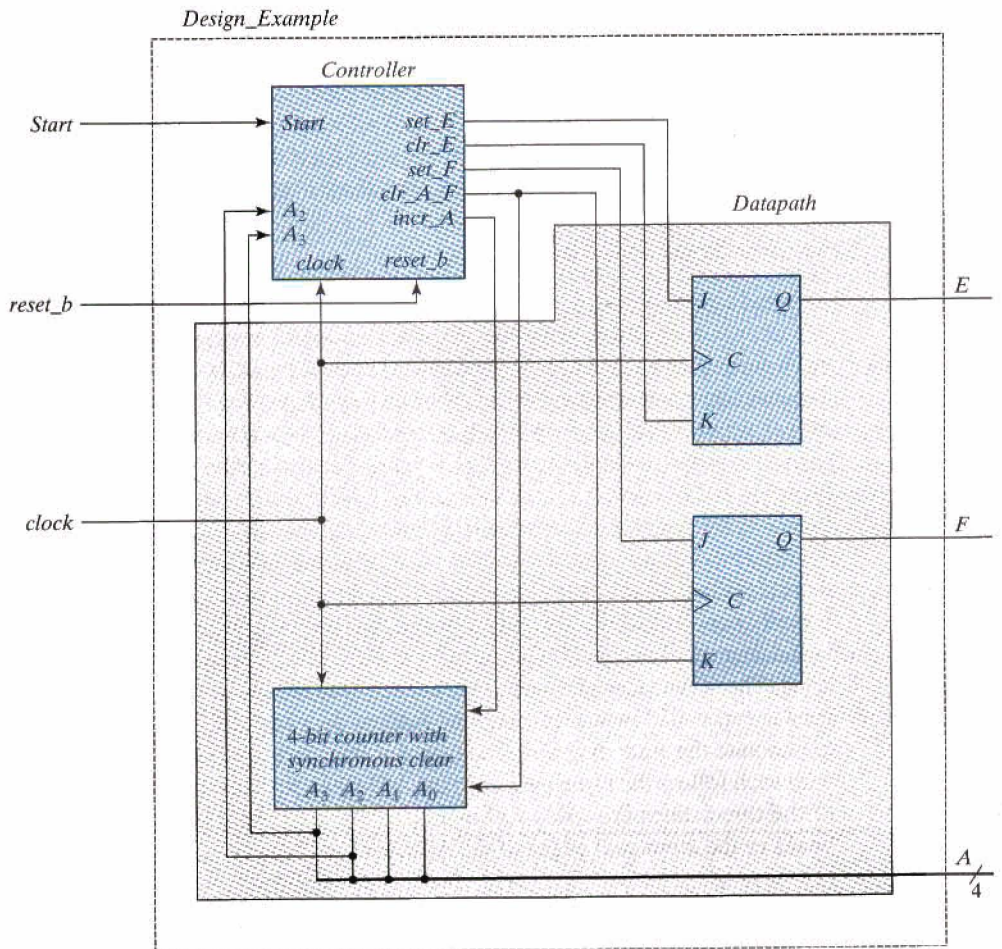 Design_Example
Controller
Start
Start
set_E
clr_E
set_F
clr_A_F
incr_A
A2
A3
clock
reset_b
reset_b
Datapath
J
Q
E
C
K
clock
J
Q
F
C
K
4-bit counter with
synchronous clear
A3 A2 A1 A0
A
4